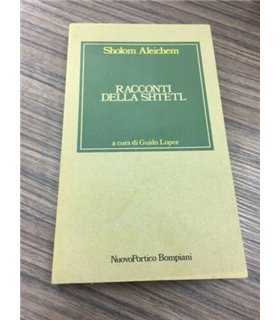 Sholom Aleichem
RACCONTI
DELLA SHTETL
a cura di Guido Lopez
NuovoPortico Bompiani